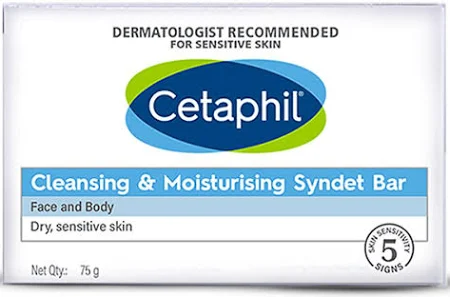 DERMATOLOGIST RECOMMENDED
FOR SENSITIVE SKIN
Cetaphil®
Cleansing & Moisturising Syndet Bar
Face and Body
Dry, sensitive skin
Net Qty.: 75 g
SKIN SENSITIVITY
5
SIGNS